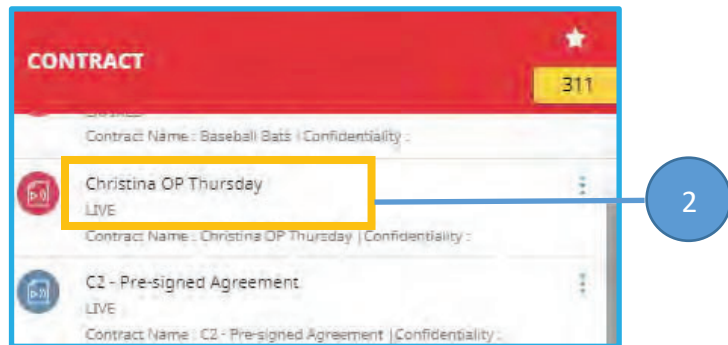 CONTRACT
311
Contract Name : Baseball Bats | Confidentiality :
Christina OP Thursday
LIVE
Contract Name : Christina OP Thursday | Confidentiality :
2
C2 - Pre-signed Agreement
LIVE
Contract Name : C2 - Pre-signed Agreement | Confidentiality :